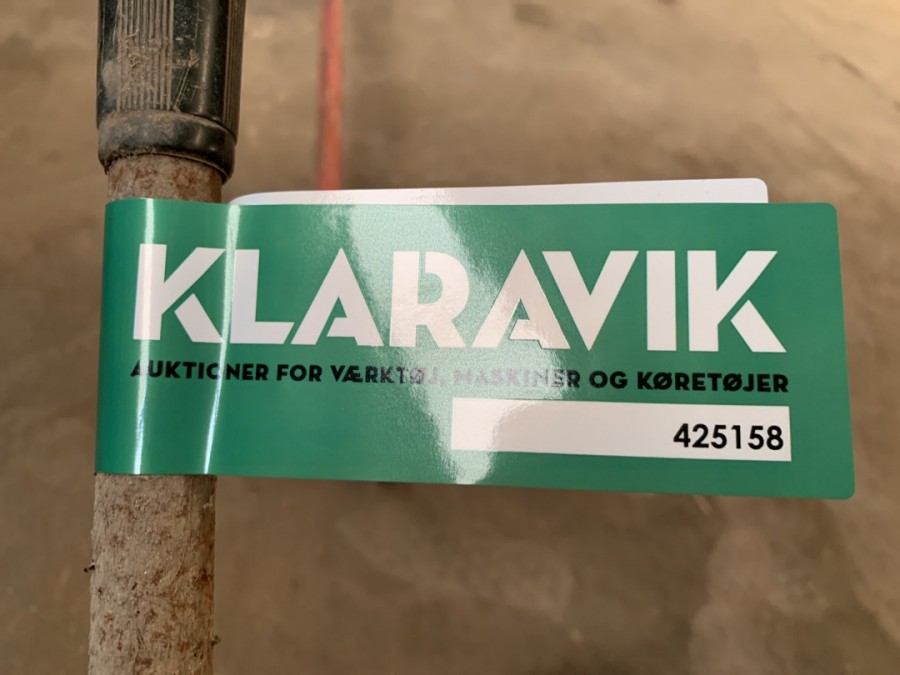 KLARAVIK
AUKTIONER FOR VÆRKTØJ, MASKINER OG KØRETØJER
425158